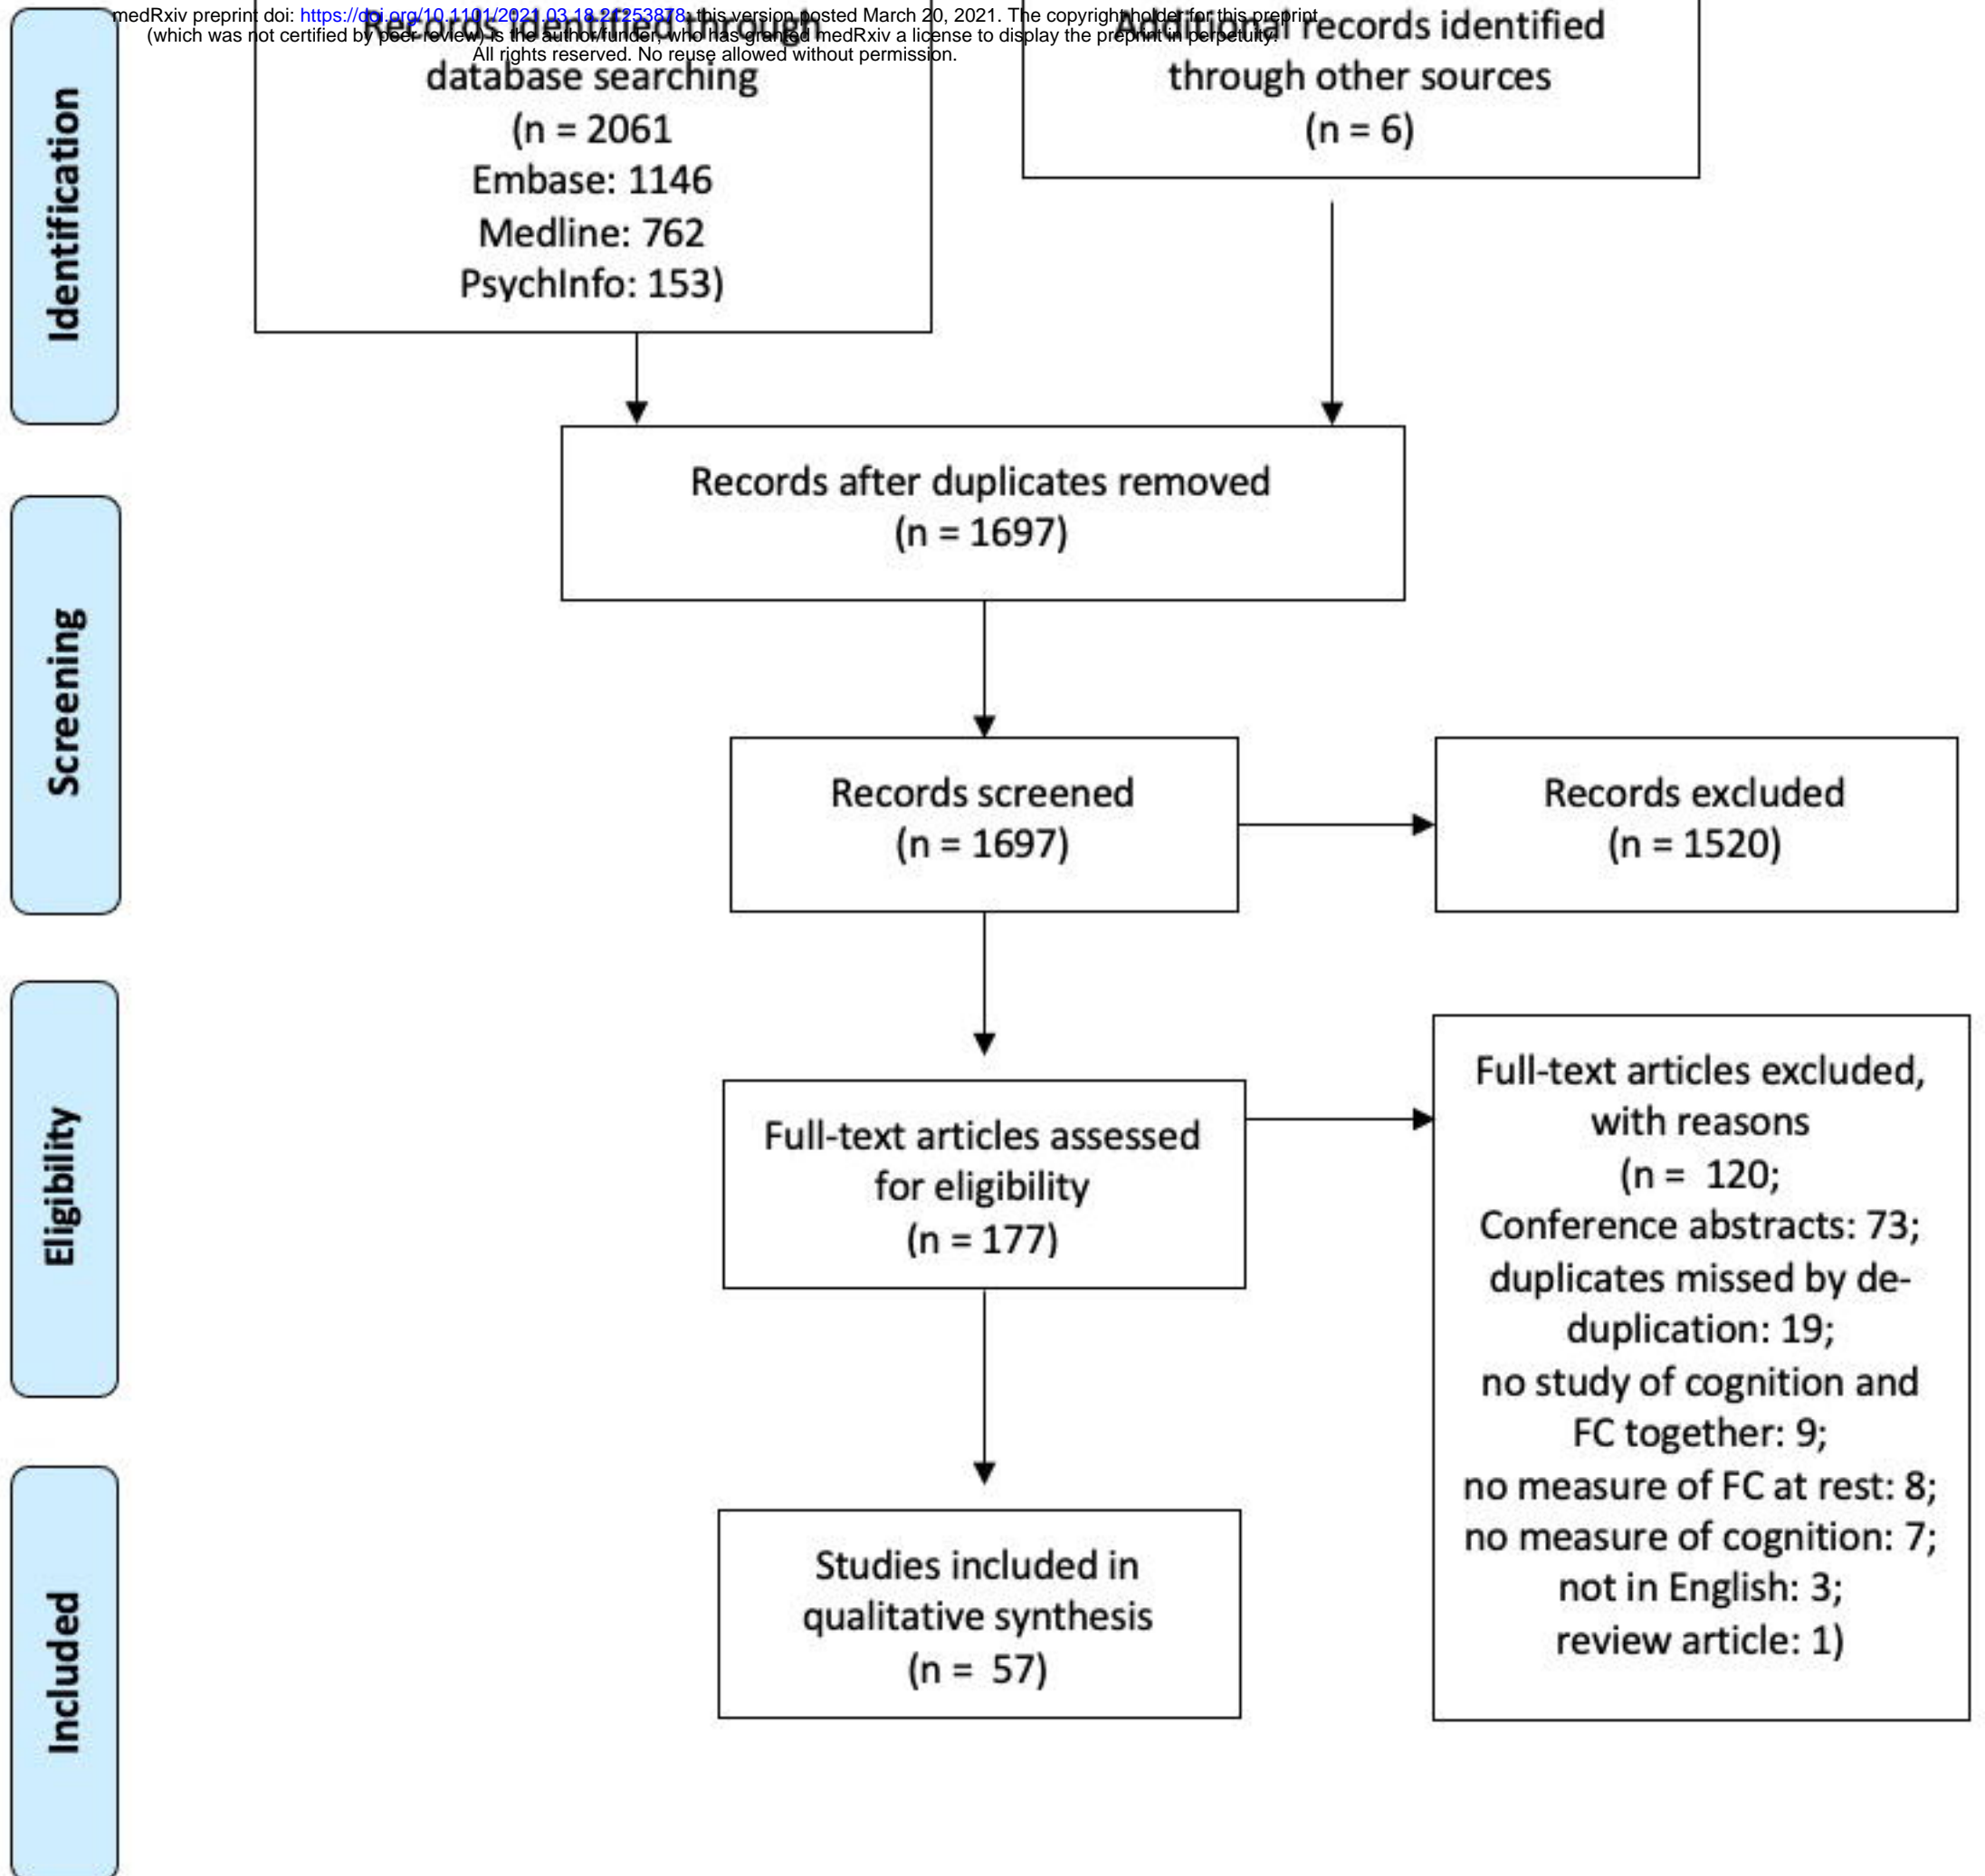 medRxiv preprint doi: https://doi.org/10.1101/2021.03.18.21253878; this version posted March 20, 2021. The copyright holder for this preprint
(which was not certified by peer review) is the author/funder, who has granted medRxiv a license to display the preprint in perpetuity.
All rights reserved. No reuse allowed without permission.
Identification
Records identified through
database searching
(n = 2061
Embase: 1146
Medline: 762
PsychInfo: 153)
Additional records identified
through other sources
(n = 6)
Records after duplicates removed
(n = 1697)
Screening
Records screened
(n = 1697)
Records excluded
(n = 1520)
Eligibility
Full-text articles assessed
for eligibility
(n = 177)
Full-text articles excluded,
with reasons
(n =  120;
Conference abstracts: 73;
duplicates missed by de-
duplication: 19;
no study of cognition and
FC together: 9;
no measure of FC at rest: 8;
no measure of cognition: 7;
not in English: 3;
review article: 1)
Included
Studies included in
qualitative synthesis
(n =  57)